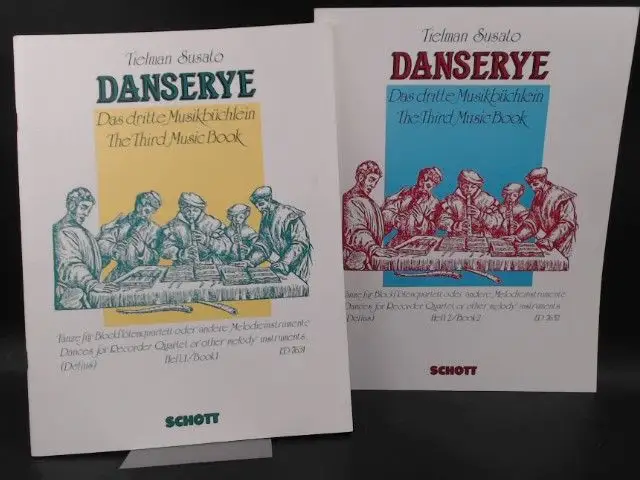 Tielman Susato
DANSERYE
Das dritte Musikbüchlein
The Third Music Book
Tänze für Blockflötenquartett oder andere Melodieinstrumente
Dances for Recorder Quartet or other melody instruments
(Delius) Heft 1/Book 1 ED 7631
SCHOTT
Tielman Susato
DANSERYE
Das dritte Musikbüchlein
The Third Music Book
Tänze für Blockflötenquartett oder andere Melodieinstrumente
Dances for Recorder Quartet or other melody instruments
(Delius) Heft 2/Book 2 ED 7632
SCHOTT